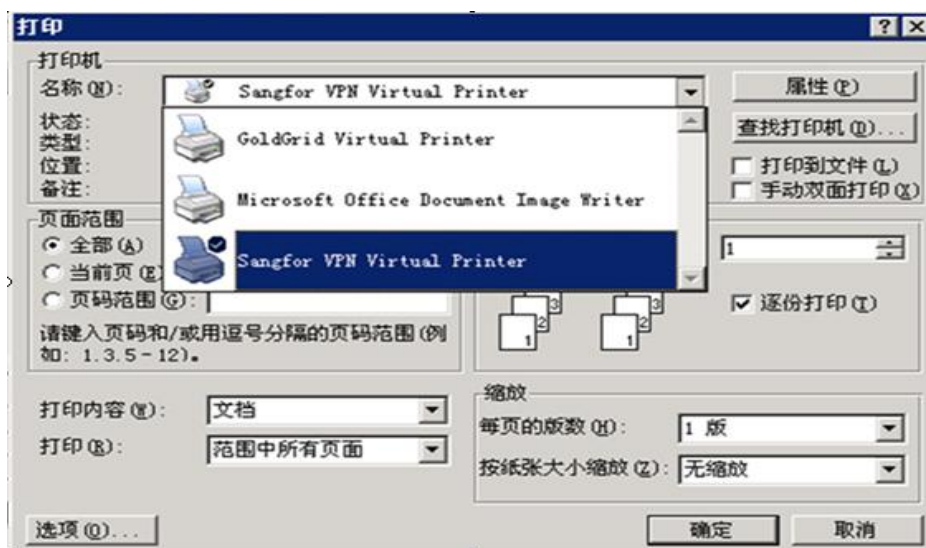 打印
打印机
名称(N):
Sangfor VPN Virtual Printer
属性(P)
状态:
GoldGrid Virtual Printer
查找打印机(D)...
类型:
位置:
打印到文件(L)
备注:
Microsoft Office Document Image Writer
手动双面打印(X)
页面范围
全部(A)
Sangfor VPN Virtual Printer
1
当前页(E)
页码范围(G):
逐份打印(T)
请键入页码和/或用逗号分隔的页码范围(例
如: 1.3.5-12)。
3
2
1
3
2
1
缩放
打印内容(W):
文档
每页的版数(H):
1 版
打印(R):
范围中所有页面
按纸张大小缩放(Z):
无缩放
选项(O)...
确定
取消